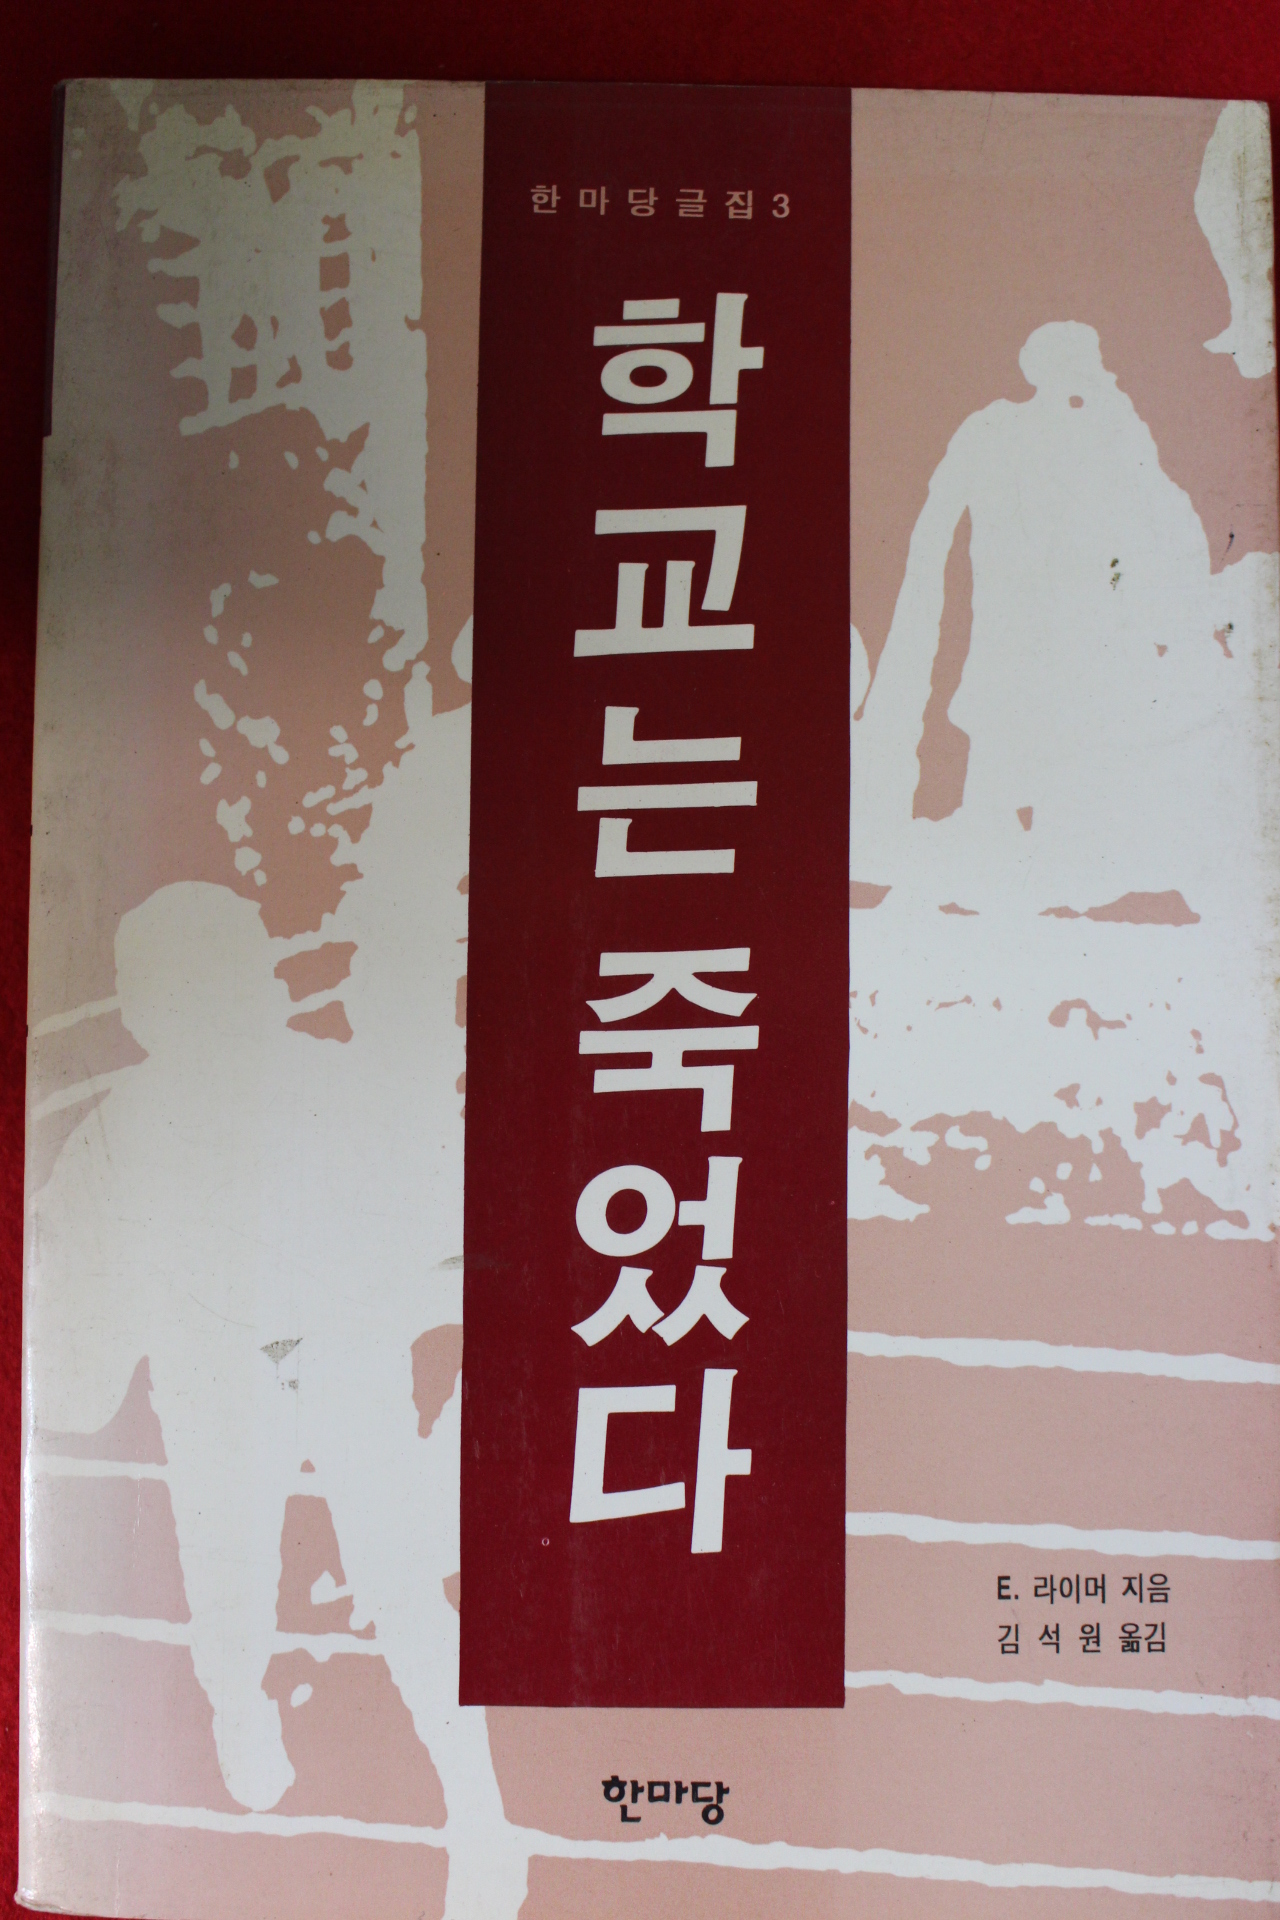 한마당글집 3
학교는죽었다
E. 라이머 지음
김 석 원 옮김
한마당